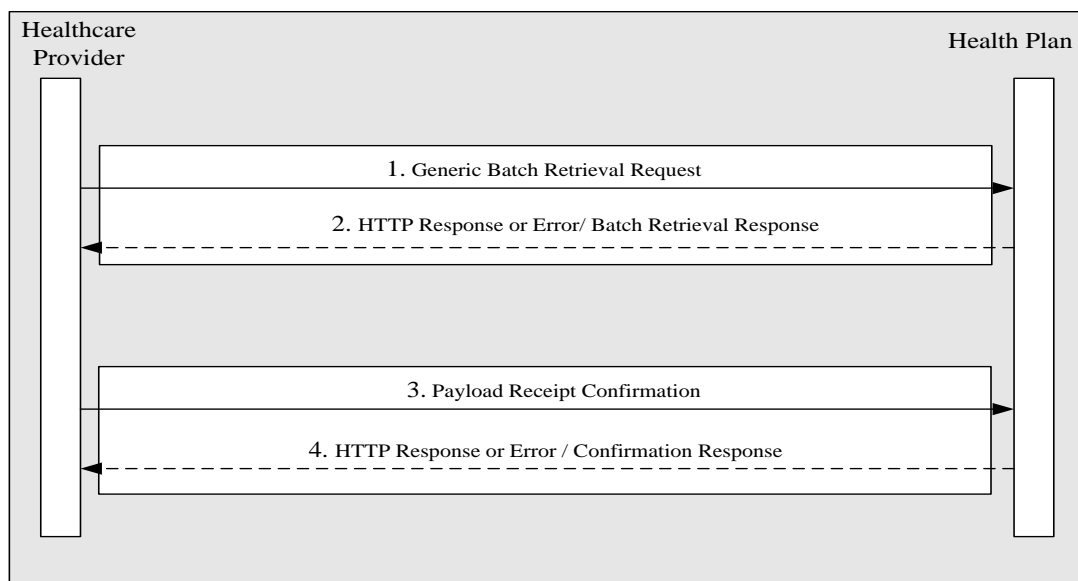 Healthcare
Provider
Health Plan
1. Generic Batch Retrieval Request
2. HTTP Response or Error/ Batch Retrieval Response
3. Payload Receipt Confirmation
4. HTTP Response or Error / Confirmation Response